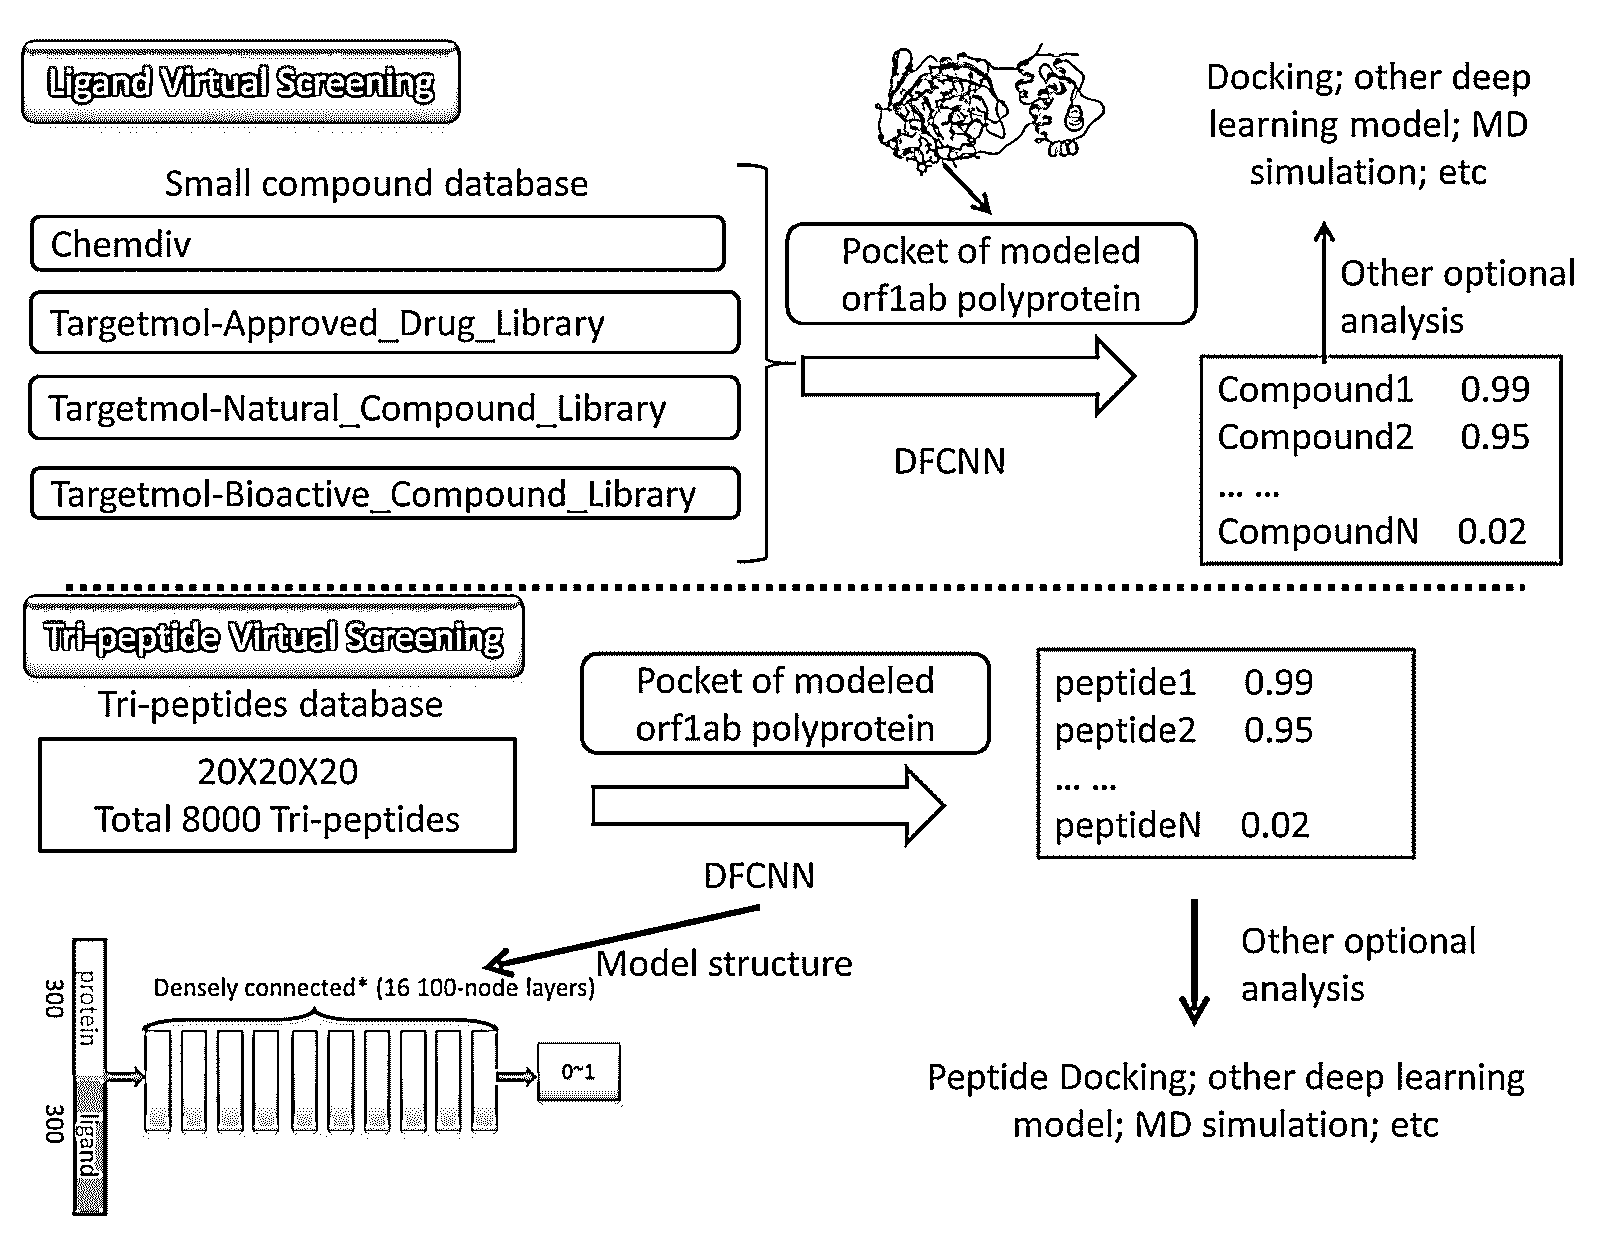 Ligand Virtual Screening
Small compound database
Chemdiv
Targetmol-Approved_Drug_Library
Targetmol-Natural_Compound_Library
Targetmol-Bioactive_Compound_Library
Pocket of modeled
orf1ab polyprotein
DFCNN
Docking; other deep
learning model; MD
simulation; etc
Other optional
analysis
Compound1 0.99
Compound2 0.95
... ...
CompoundN 0.02
Tri-peptide Virtual Screening
Tri-peptides database
20X20X20
Total 8000 Tri-peptides
Pocket of modeled
orf1ab polyprotein
DFCNN
peptide1 0.99
peptide2 0.95
... ...
peptideN 0.02
Other optional
analysis
Peptide Docking; other deep learning
model; MD simulation; etc
Model structure
Densely connected* (16 100-node layers)
300
protein
300
ligand
0~1